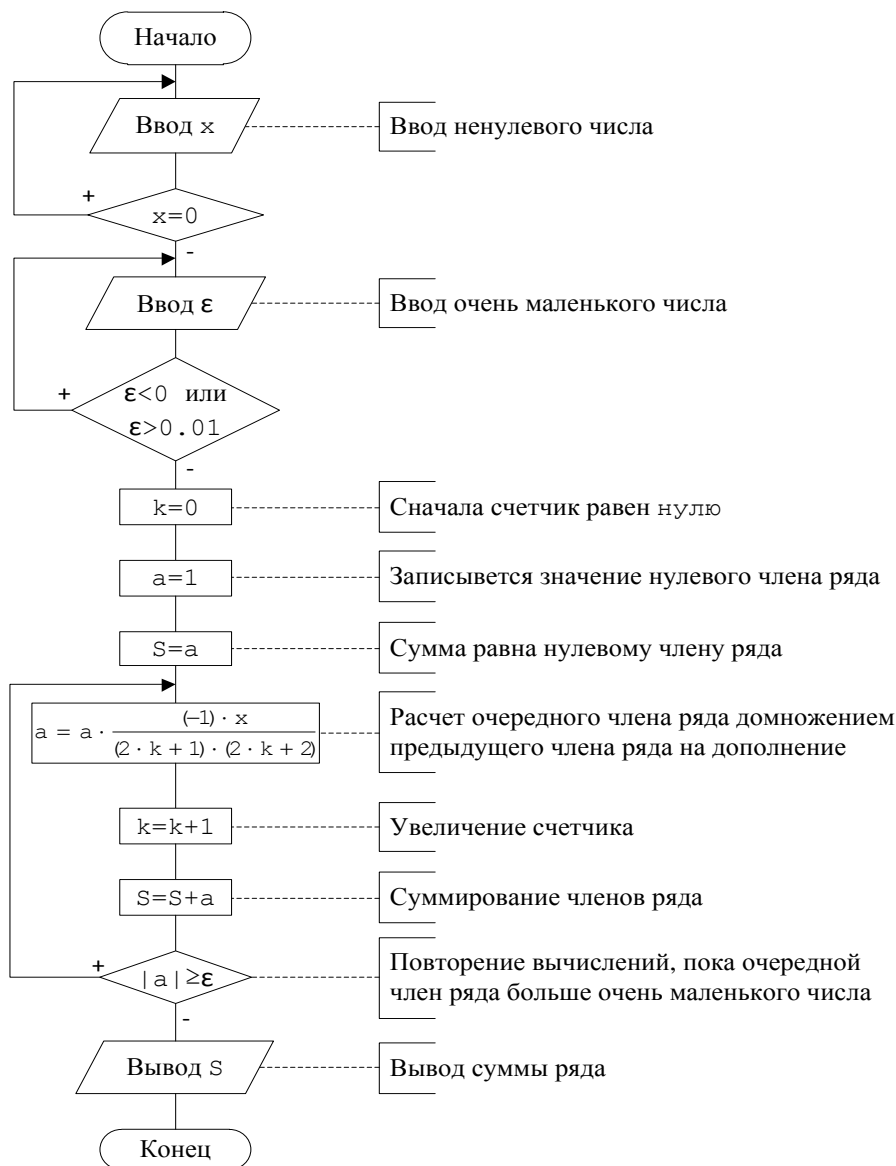 Начало
Ввод x
Ввод ненулевого числа
+
x=0
-
Ввод ε
Ввод очень маленького числа
+
ε<0 или
ε>0.01
-
k=0
Сначала счетчик равен нулю
a=1
Записывется значение нулевого члена ряда
S=a
Сумма равна нулевому члену ряда
a = a · (-1) · x / (2 · k + 1) · (2 · k + 2)
Расчет очередного члена ряда домножением
предыдущего члена ряда на дополнение
k=k+1
Увеличение счетчика
S=S+a
Суммирование членов ряда
+
|a|≥ε
Повторение вычислений, пока очередной
член ряда больше очень маленького числа
-
Вывод S
Вывод суммы ряда
Конец